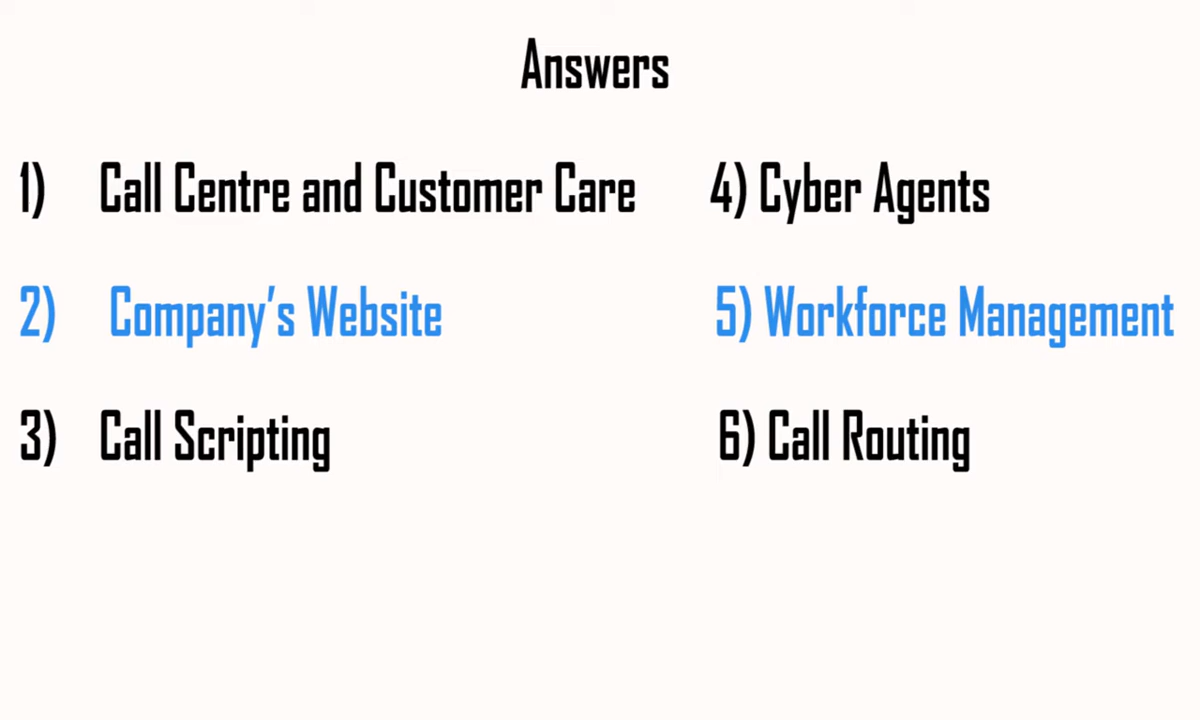 Answers
1) Call Centre and Customer Care
2) Company's Website
3) Call Scripting
4) Cyber Agents
5) Workforce Management
6) Call Routing